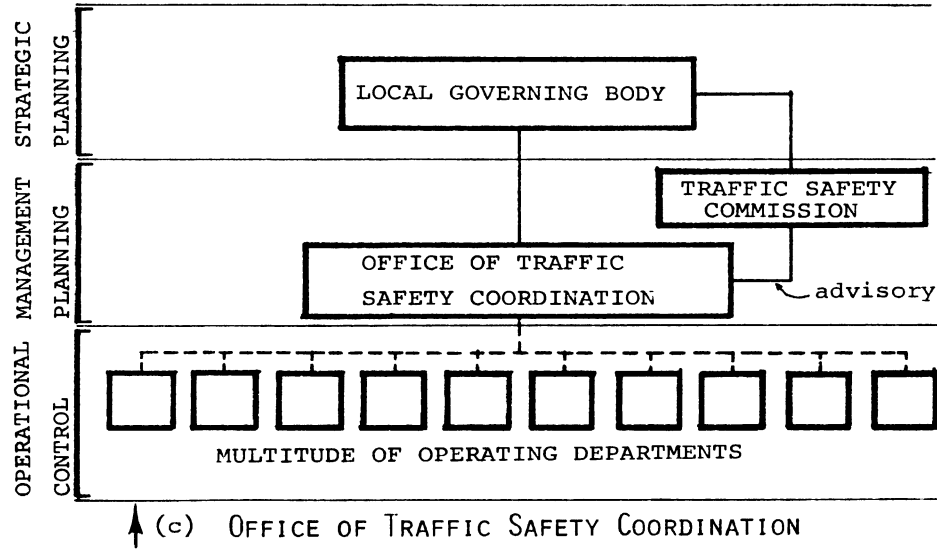 STRATEGIC
PLANNING
LOCAL GOVERNING BODY
MANAGEMENT
PLANNING
TRAFFIC SAFETY
COMMISSION
OFFICE OF TRAFFIC
SAFETY COORDINATION
advisory
OPERATIONAL
CONTROL
MULTITUDE OF OPERATING DEPARTMENTS
(c) OFFICE OF TRAFFIC SAFETY COORDINATION